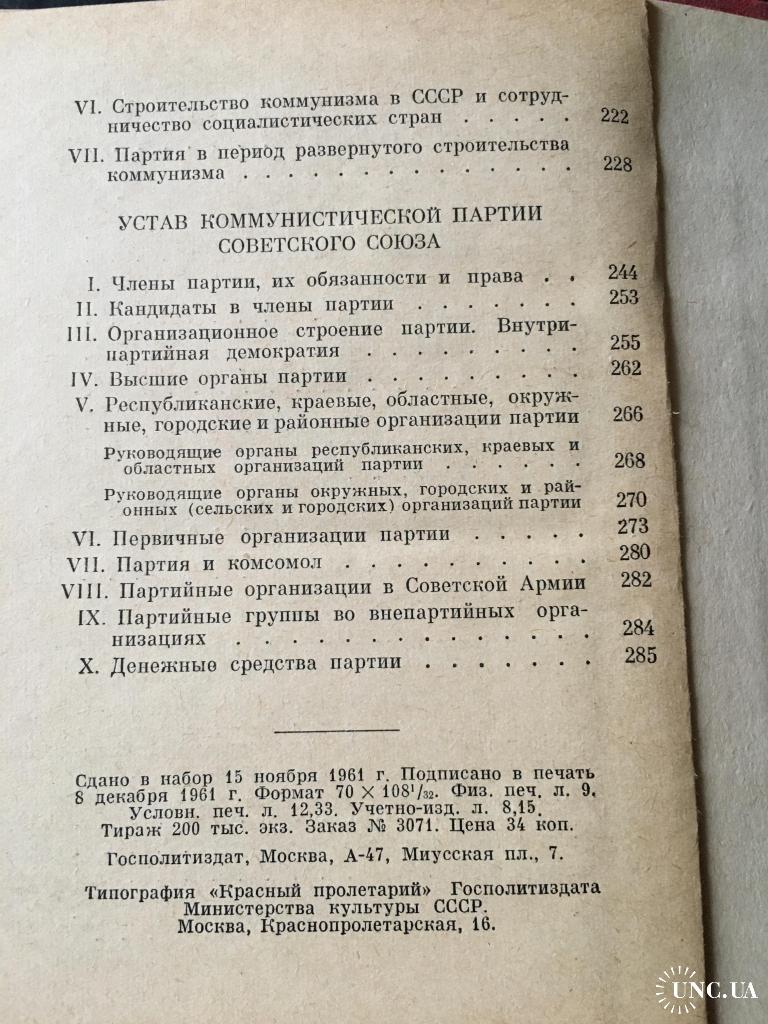 VI. Строительство коммунизма в СССР и сотруд-
ничество социалистических стран . . . . . 222
VII. Партия в период развернутого строительства
коммунизма . . . . . . . . . . . . . . 228
УСТАВ КОММУНИСТИЧЕСКОЙ ПАРТИИ
СОВЕТСКОГО СОЮЗА
I. Члены партии, их обязанности и права . . 244
II. Кандидаты в члены партии . . . . . . . 253
III. Организационное строение партии. Внутри-
партийная демократия . . . . . . . . . 255
IV. Высшие органы партии . . . . . . . . . 262
V. Республиканские, краевые, областные, окруж-
ные, городские и районные организации партии 266
Руководящие органы республиканских, краевых и
областных организаций партии . . . . . . 268
Руководящие органы окружных, городских и рай-
онных (сельских и городских) организаций партии 270
VI. Первичные организации партии . . . . . 273
VII. Партия и комсомол . . . . . . . . . . 280
VIII. Партийные организации в Советской Армии 282
IX. Партийные группы во внепартийных орга-
низациях . . . . . . . . . . . . . . 284
X. Денежные средства партии . . . . . . . 285
Сдано в набор 15 ноября 1961 г. Подписано в печать
8 декабря 1961 г. Формат 70 × 108¹/₃₂. Физ. печ. л. 9.
Условн. печ. л. 12,33. Учетно-изд. л. 8,15.
Тираж 200 тыс. экз. Заказ № 3071. Цена 34 коп.
Госполитиздат, Москва, А-47, Миусская пл., 7.
Типография «Красный пролетарий» Госполитиздата
Министерства культуры СССР.
Москва, Краснопролетарская, 16.
UNC.UA